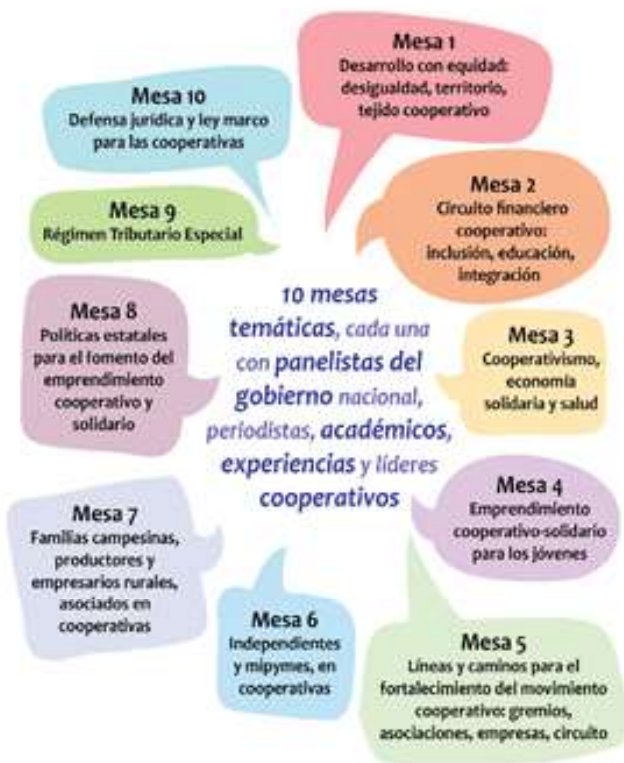 Mesa 1
Desarrollo con equidad:
desigualdad, territorio,
tejido cooperativo
Mesa 2
Circuito financiero
cooperativo:
inclusión, educación,
integración
Mesa 3
Cooperativismo,
economía
solidaria y salud
Mesa 4
Emprendimiento
cooperativo-solidario
para los jóvenes
Mesa 5
Líneas y caminos para el
fortalecimiento del movimiento
cooperativo: gremios,
asociaciones, empresas, circuito
Mesa 6
Independientes
y mipymes, en
cooperativas
Mesa 7
Familias campesinas,
productores y
empresarios rurales,
asociados en
cooperativas
Mesa 8
Políticas estatales
para el fomento del
emprendimiento
cooperativo y
solidario
Mesa 9
Régimen Tributario Especial
Mesa 10
Defensa jurídica y ley marco
para las cooperativas
10 mesas
temáticas, cada una
con panelistas del
gobierno nacional,
periodistas, académicos,
experiencias y líderes
cooperativos